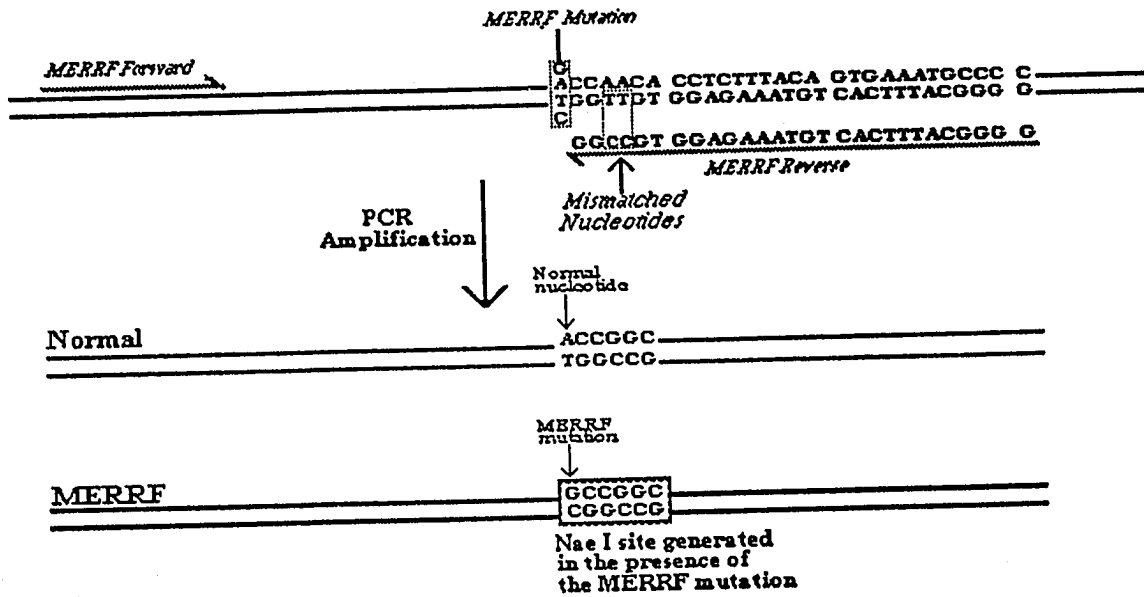 MERRF Mutation
MERRF Forward
G
ACCAACA CCTCTTTACA GTGAAATGCCC C
TGGTTGT GGAGAAATGT CACTTTACGGG G
C
GGCCGT GGAGAAATGT CACTTTACGGG G
MERRF Reverse
Mismatched
Nucleotides
PCR
Amplification
Normal
nucleotide
Normal
ACCGGC
TGGCCG
MERRF
mutation
MERRF
GCCGGC
CGGCCG
Nae I site generated
in the presence of
the MERRF mutation